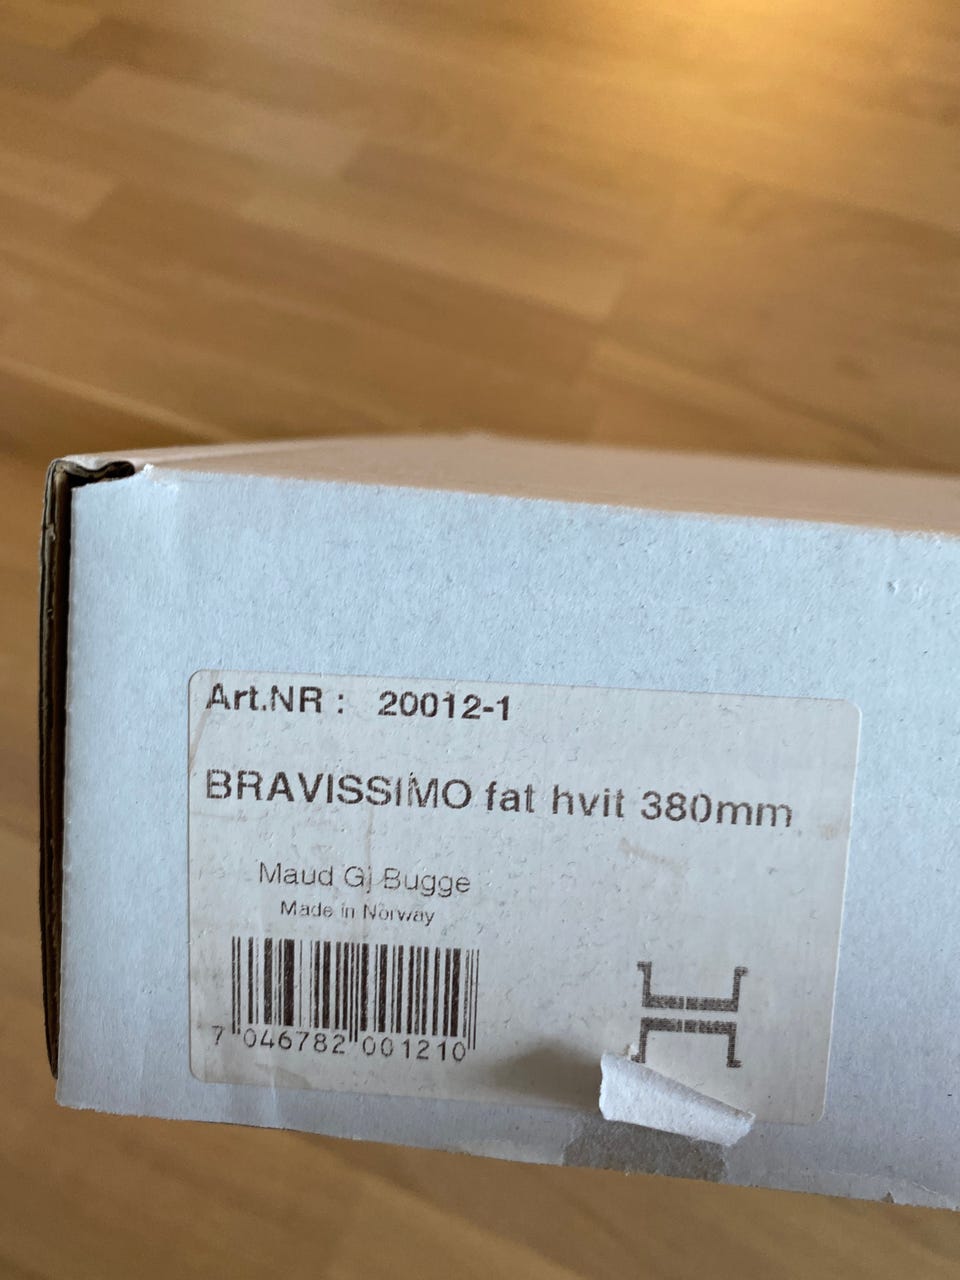 Art.NR : 20012-1
BRAVISSIMO fat hvit 380mm
Maud Gj Bugge
Made in Norway
7 046782 001210